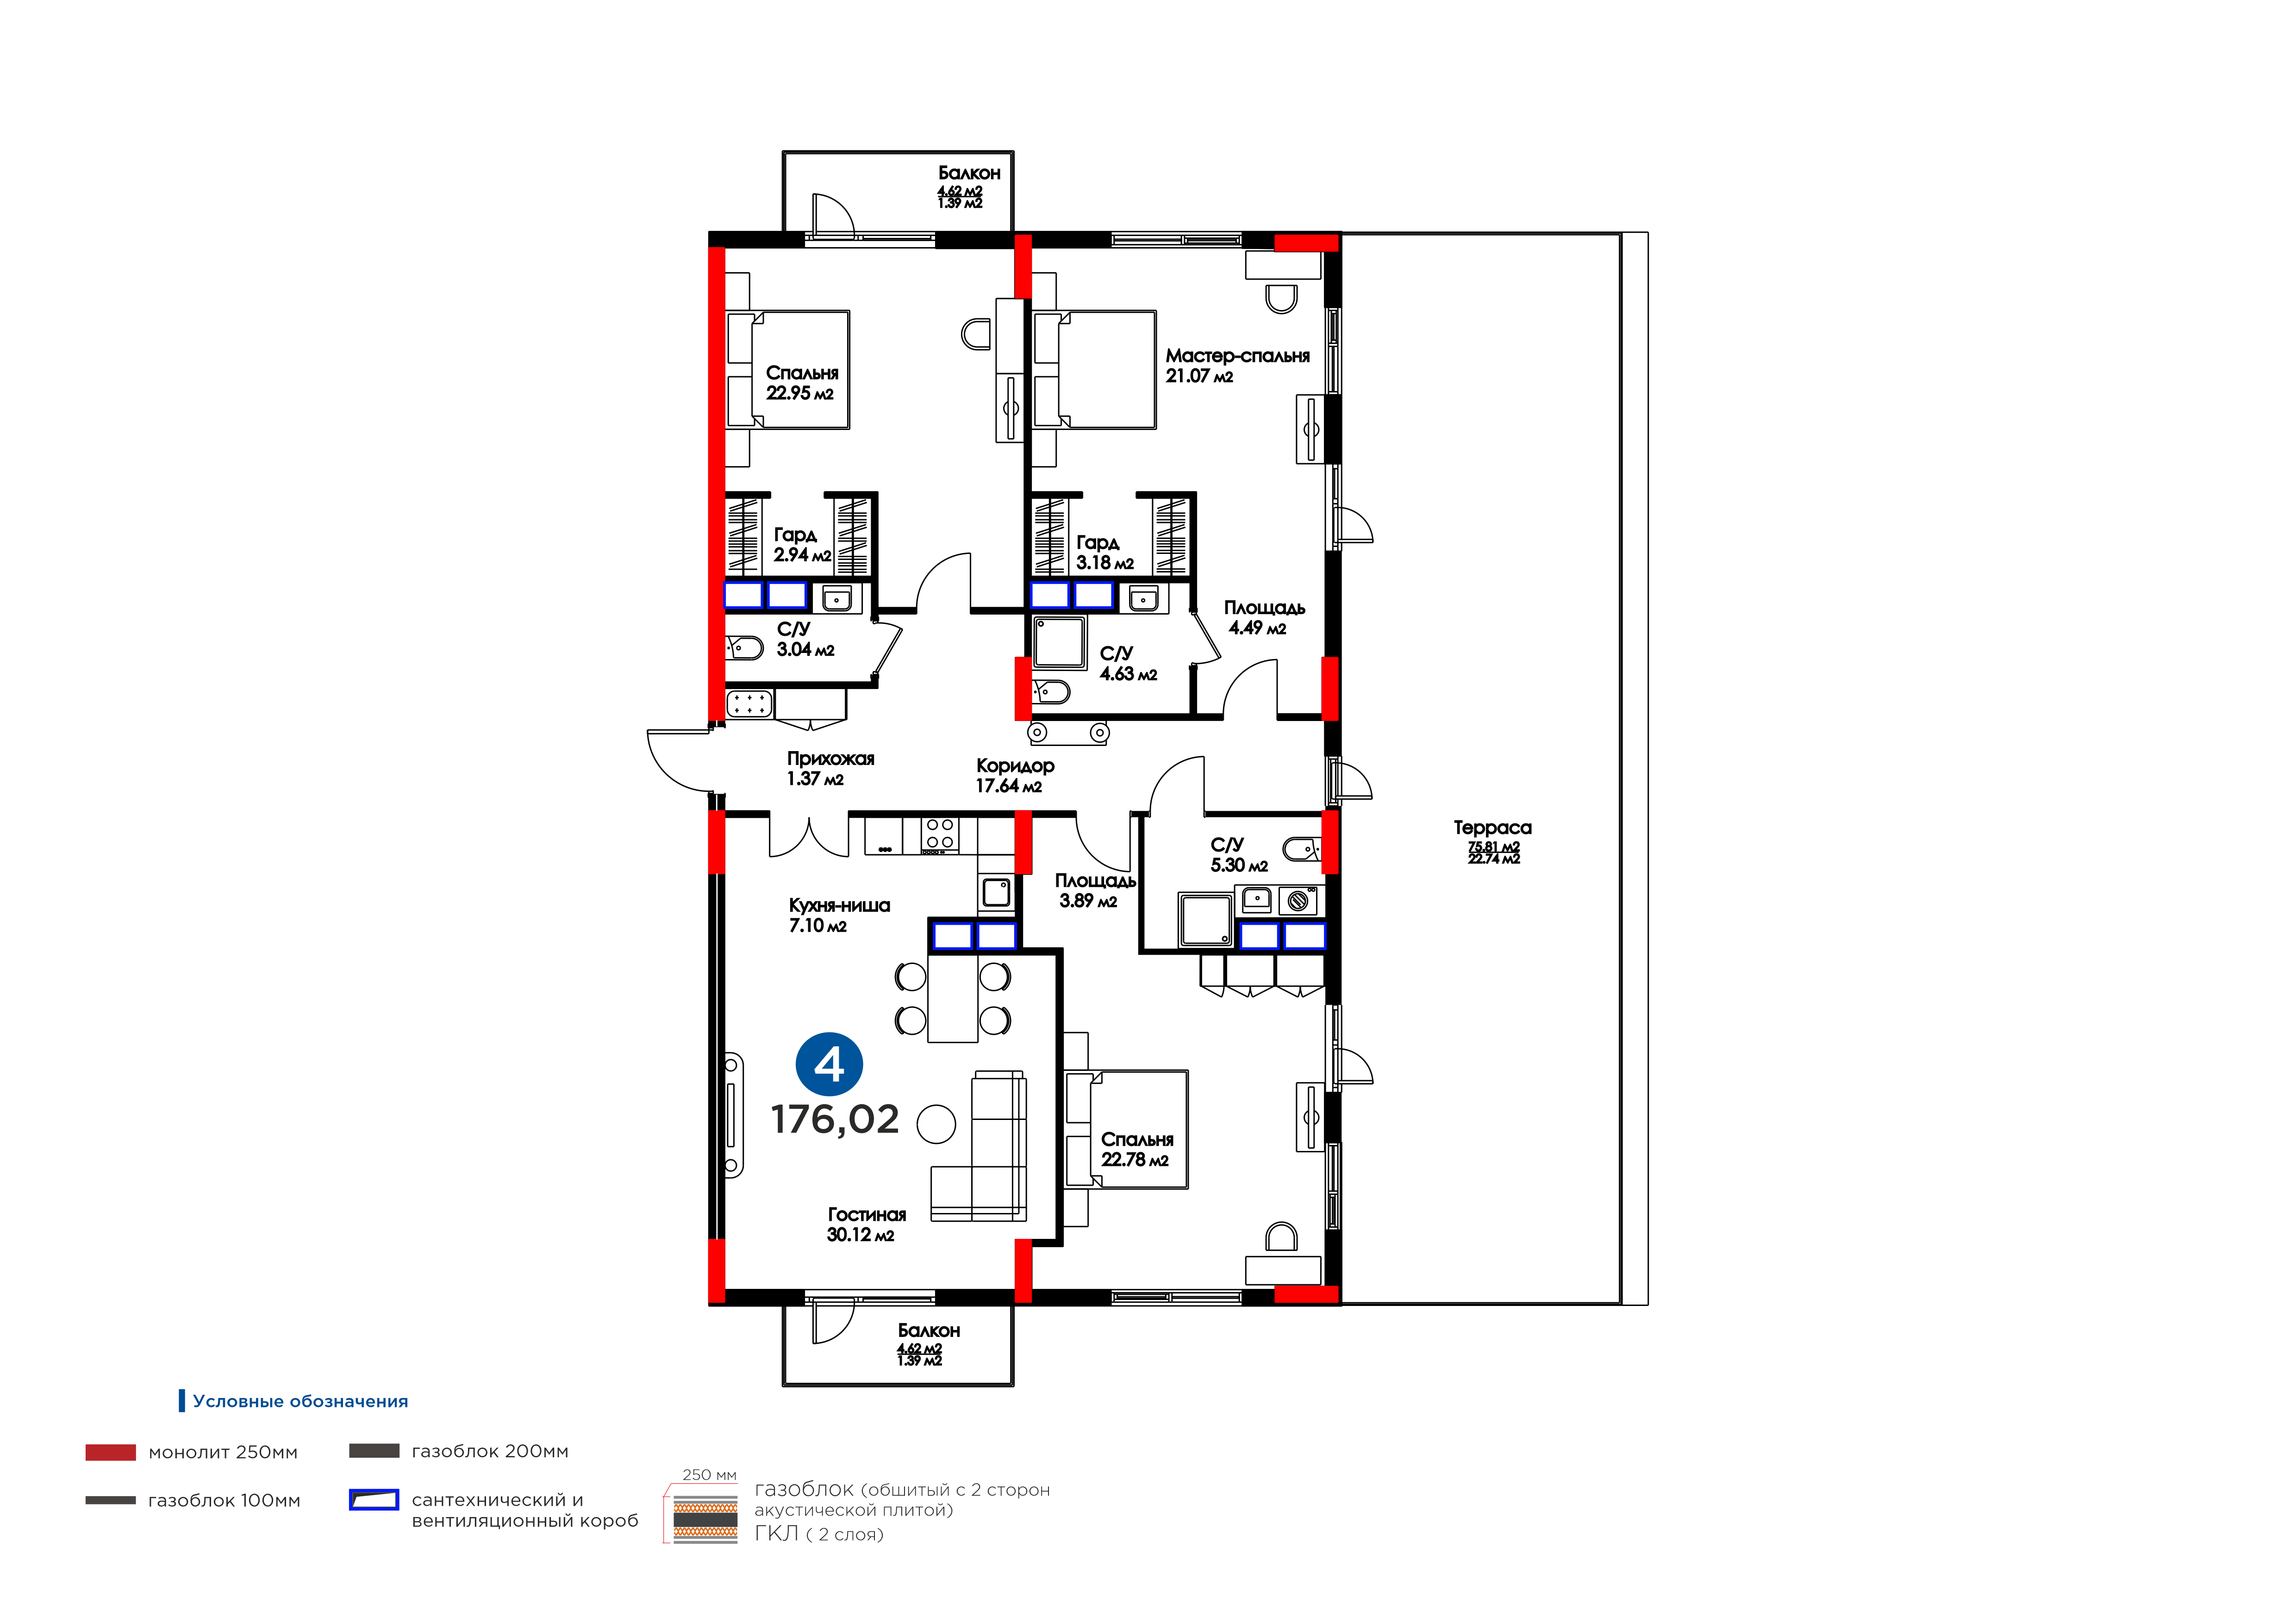 Балкон
4.62 м2
1.39 м2
Спальня
22.95 м2
Мастер-спальня
21.07 м2
Гард
2.94 м2
Гард
3.18 м2
С/У
3.04 м2
С/У
4.63 м2
Площадь
4.49 м2
Прихожая
1.37 м2
Коридор
17.64 м2
Терраса
75.81 м2
22.74 м2
С/У
5.30 м2
Площадь
3.89 м2
Кухня-ниша
7.10 м2
4
176,02
Спальня
22.78 м2
Гостиная
30.12 м2
Балкон
4.62 м2
1.39 м2
Условные обозначения
монолит 250мм
газоблок 200мм
газоблок 100мм
сантехнический и
вентиляционный короб
250 мм
газоблок (обшитый с 2 сторон
акустической плитой)
ГКЛ ( 2 слоя)